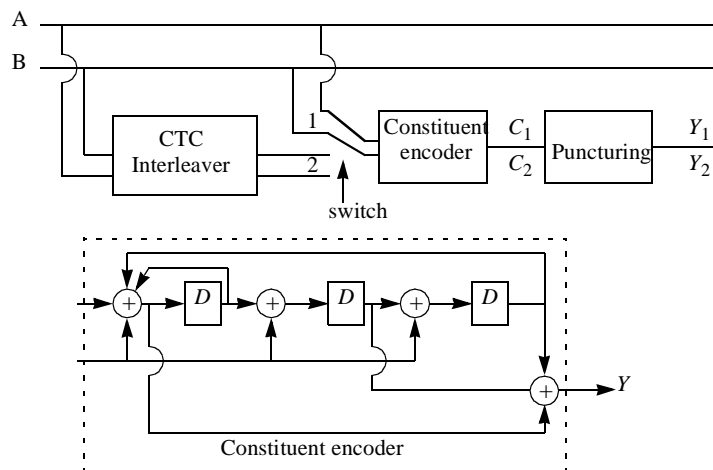 A
B
CTC
Interleaver
1
2
switch
Constituent
encoder
C1
C2
Puncturing
Y1
Y2
+
D
+
D
+
D
+
Y
Constituent encoder